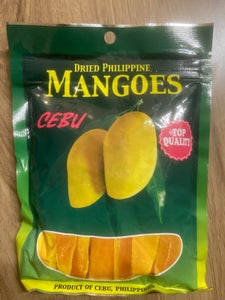 DRIED PHILIPPINE
MANGOES
CEBU
TOP
QUALITY
PRODUCT OF CEBU, PHILIPPINES